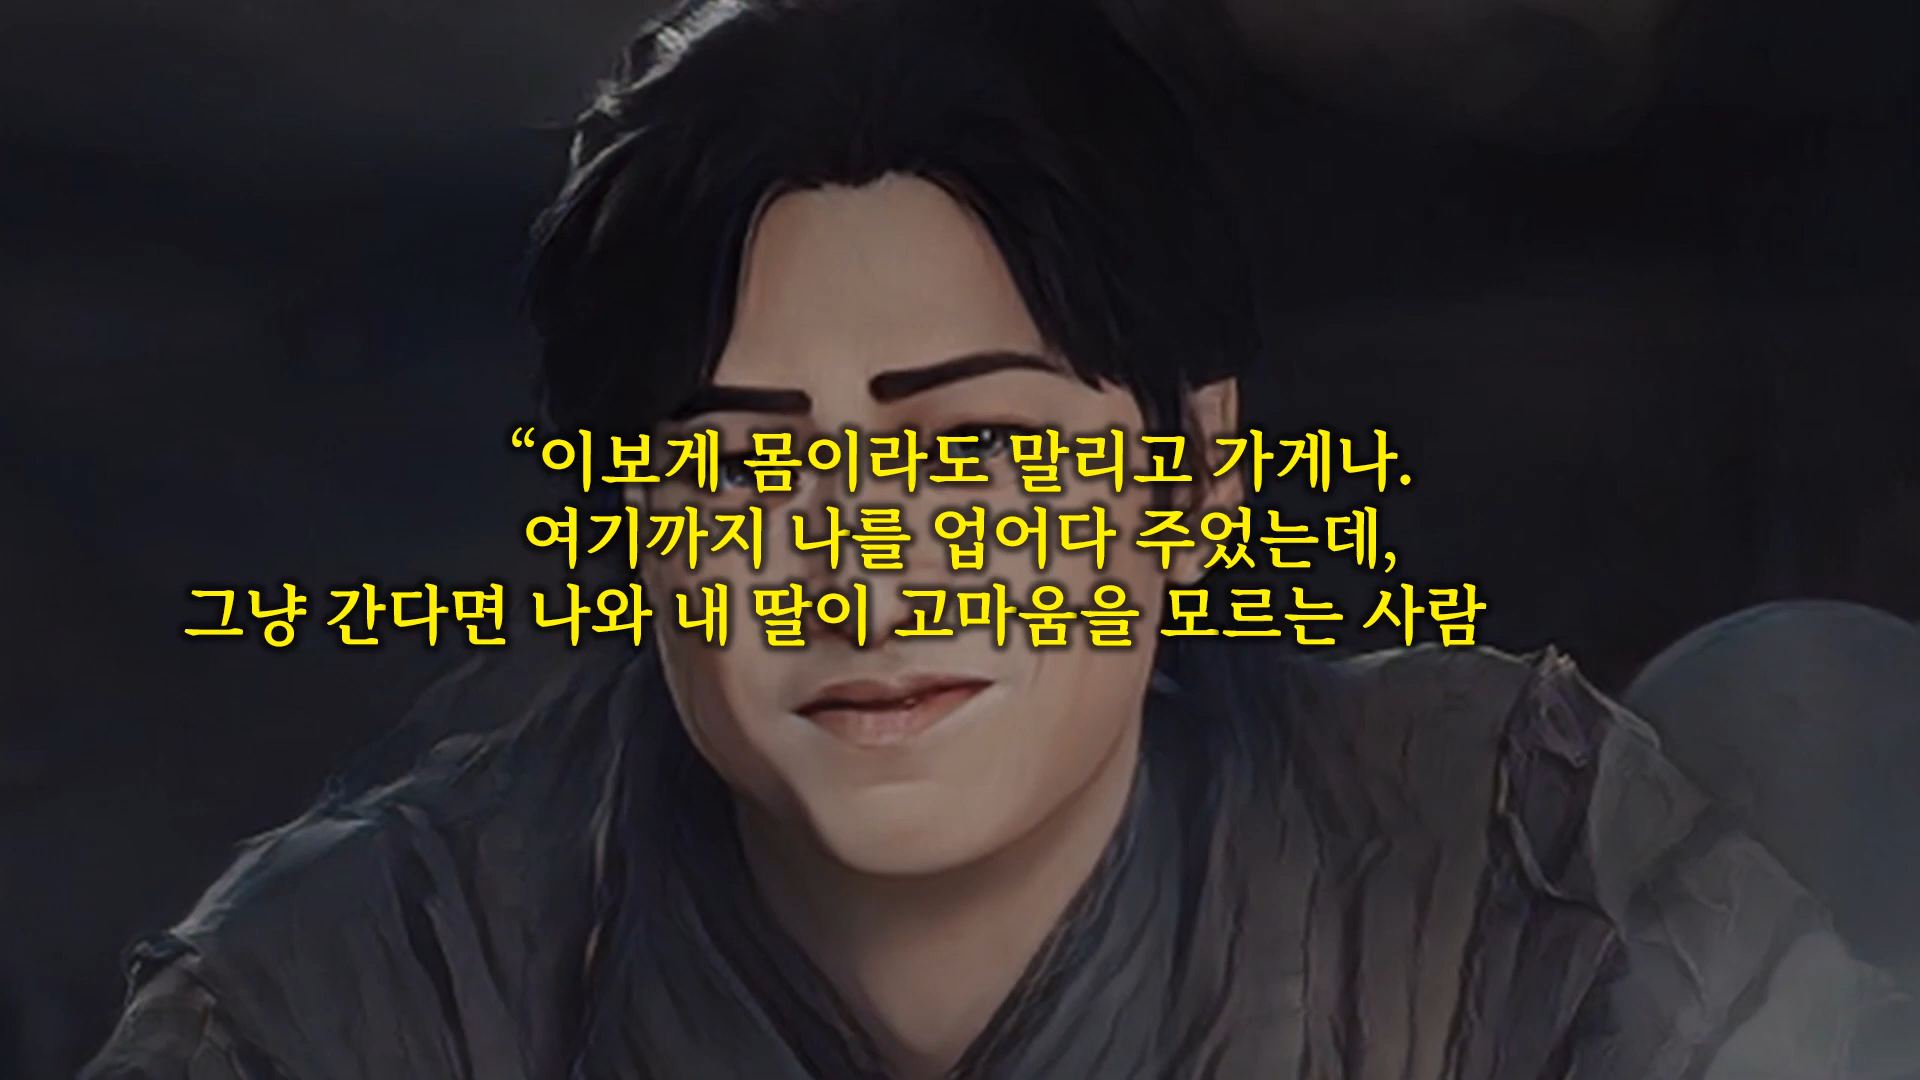 “이보게 몸이라도 말리고 가게나.
여기까지 나를 업어다 주었는데,
그냥 간다면 나와 내 딸이 고마움을 모르는 사람